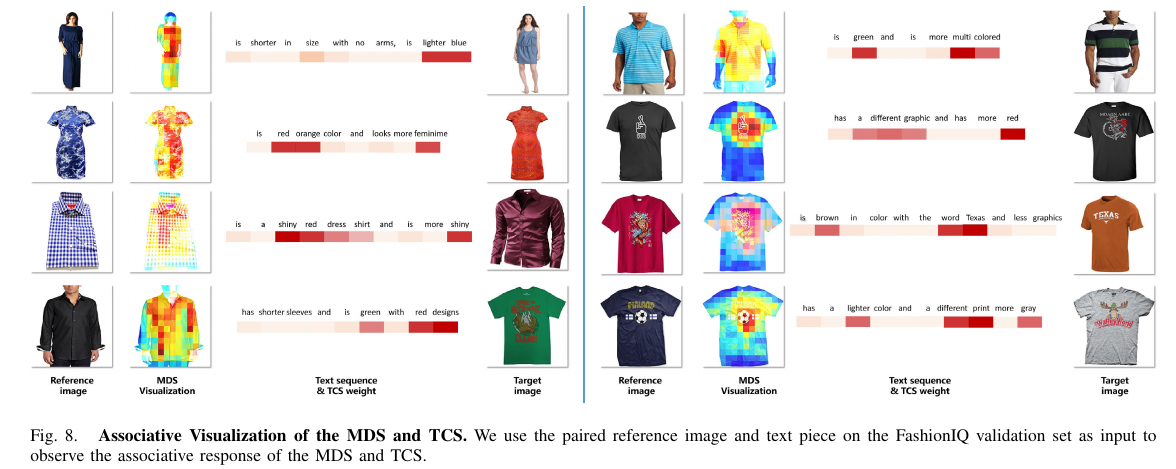 is shorter in size with no arms, is lighter blue
is green and is more multi colored
is red orange color and looks more feminime
has a different graphic and has more red
MOLON LABE
is a shiny red dress shirt and is more shiny
is brown in color with the word Texas and less graphics
TEXAS
has shorter sleeves and is green with red designs
has a lighter color and a different print more gray
Reference image
MDS Visualization
Text sequence & TCS weight
Target image
Reference image
MDS Visualization
Text sequence & TCS weight
Target image
Fig. 8. Associative Visualization of the MDS and TCS. We use the paired reference image and text piece on the FashionIQ validation set as input to
observe the associative response of the MDS and TCS.